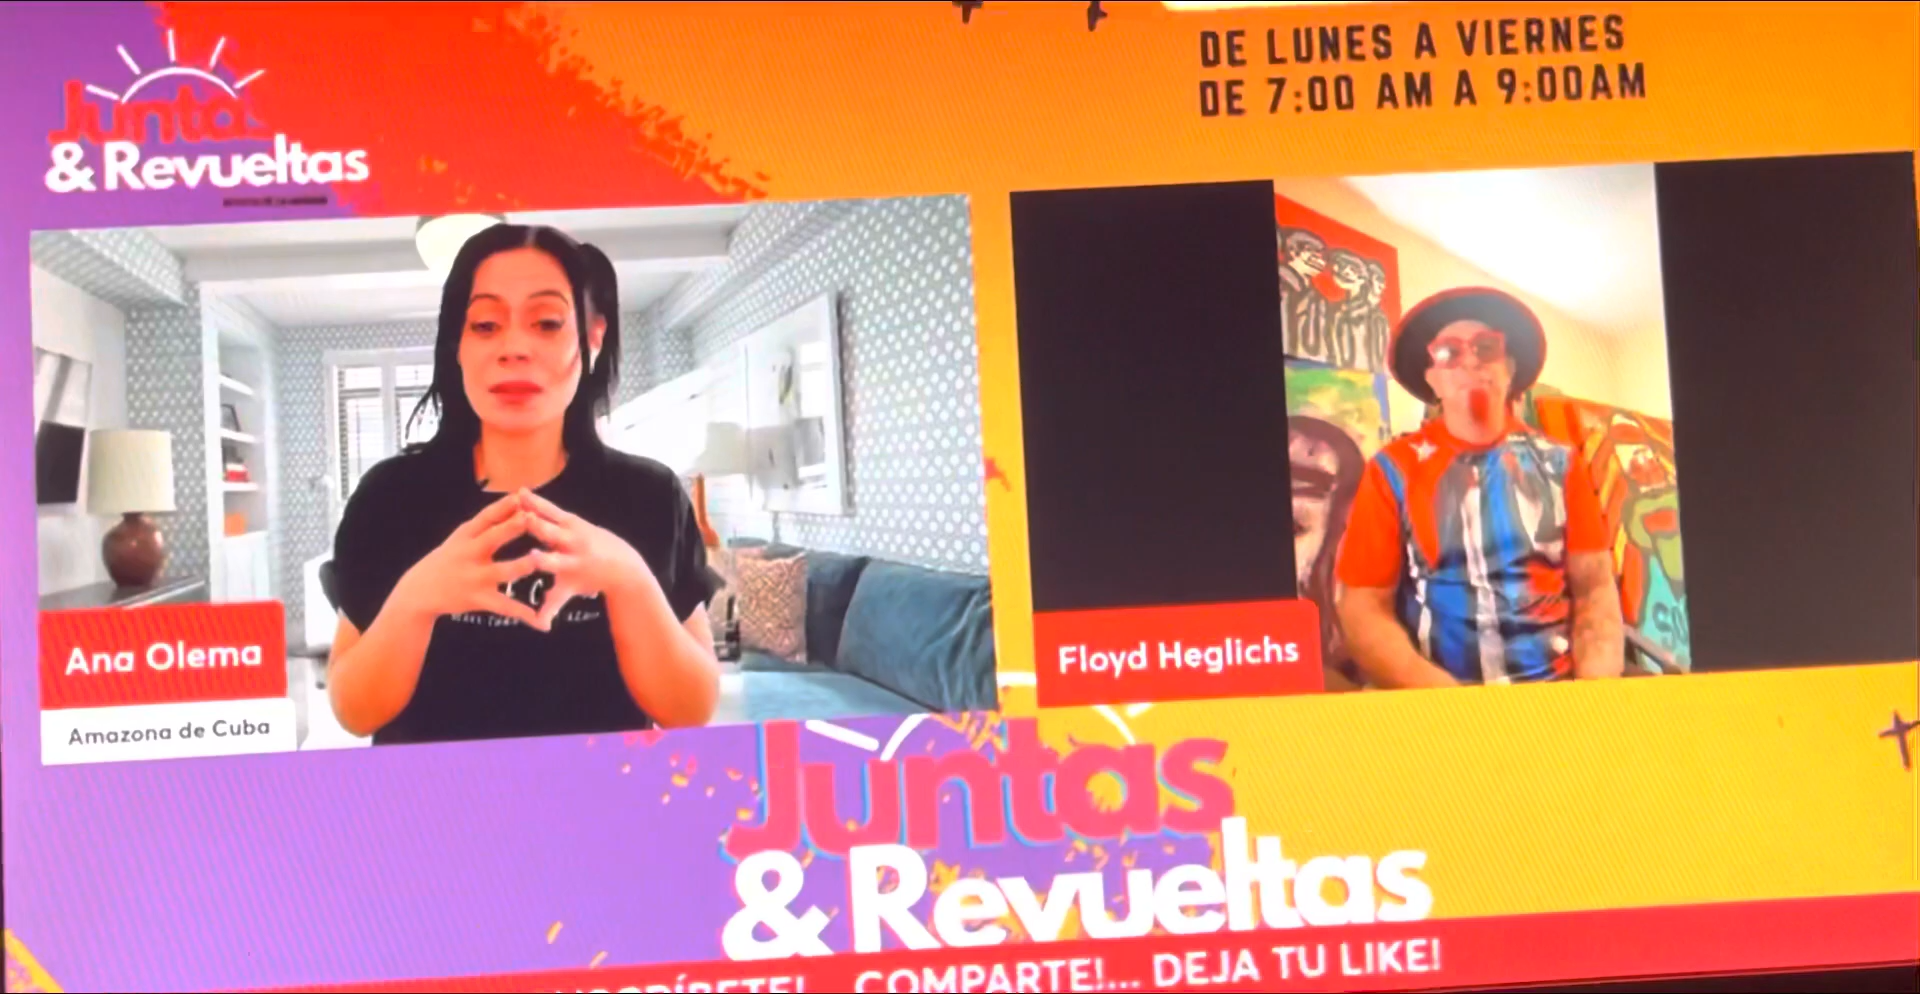 DE LUNES A VIERNES
DE 7:00 AM A 9:00AM
Juntas
& Revueltas
Ana Olema
Amazona de Cuba
Floyd Heglichs
Juntas
& Revueltas
COMPARTE!... DEJA TU LIKE!